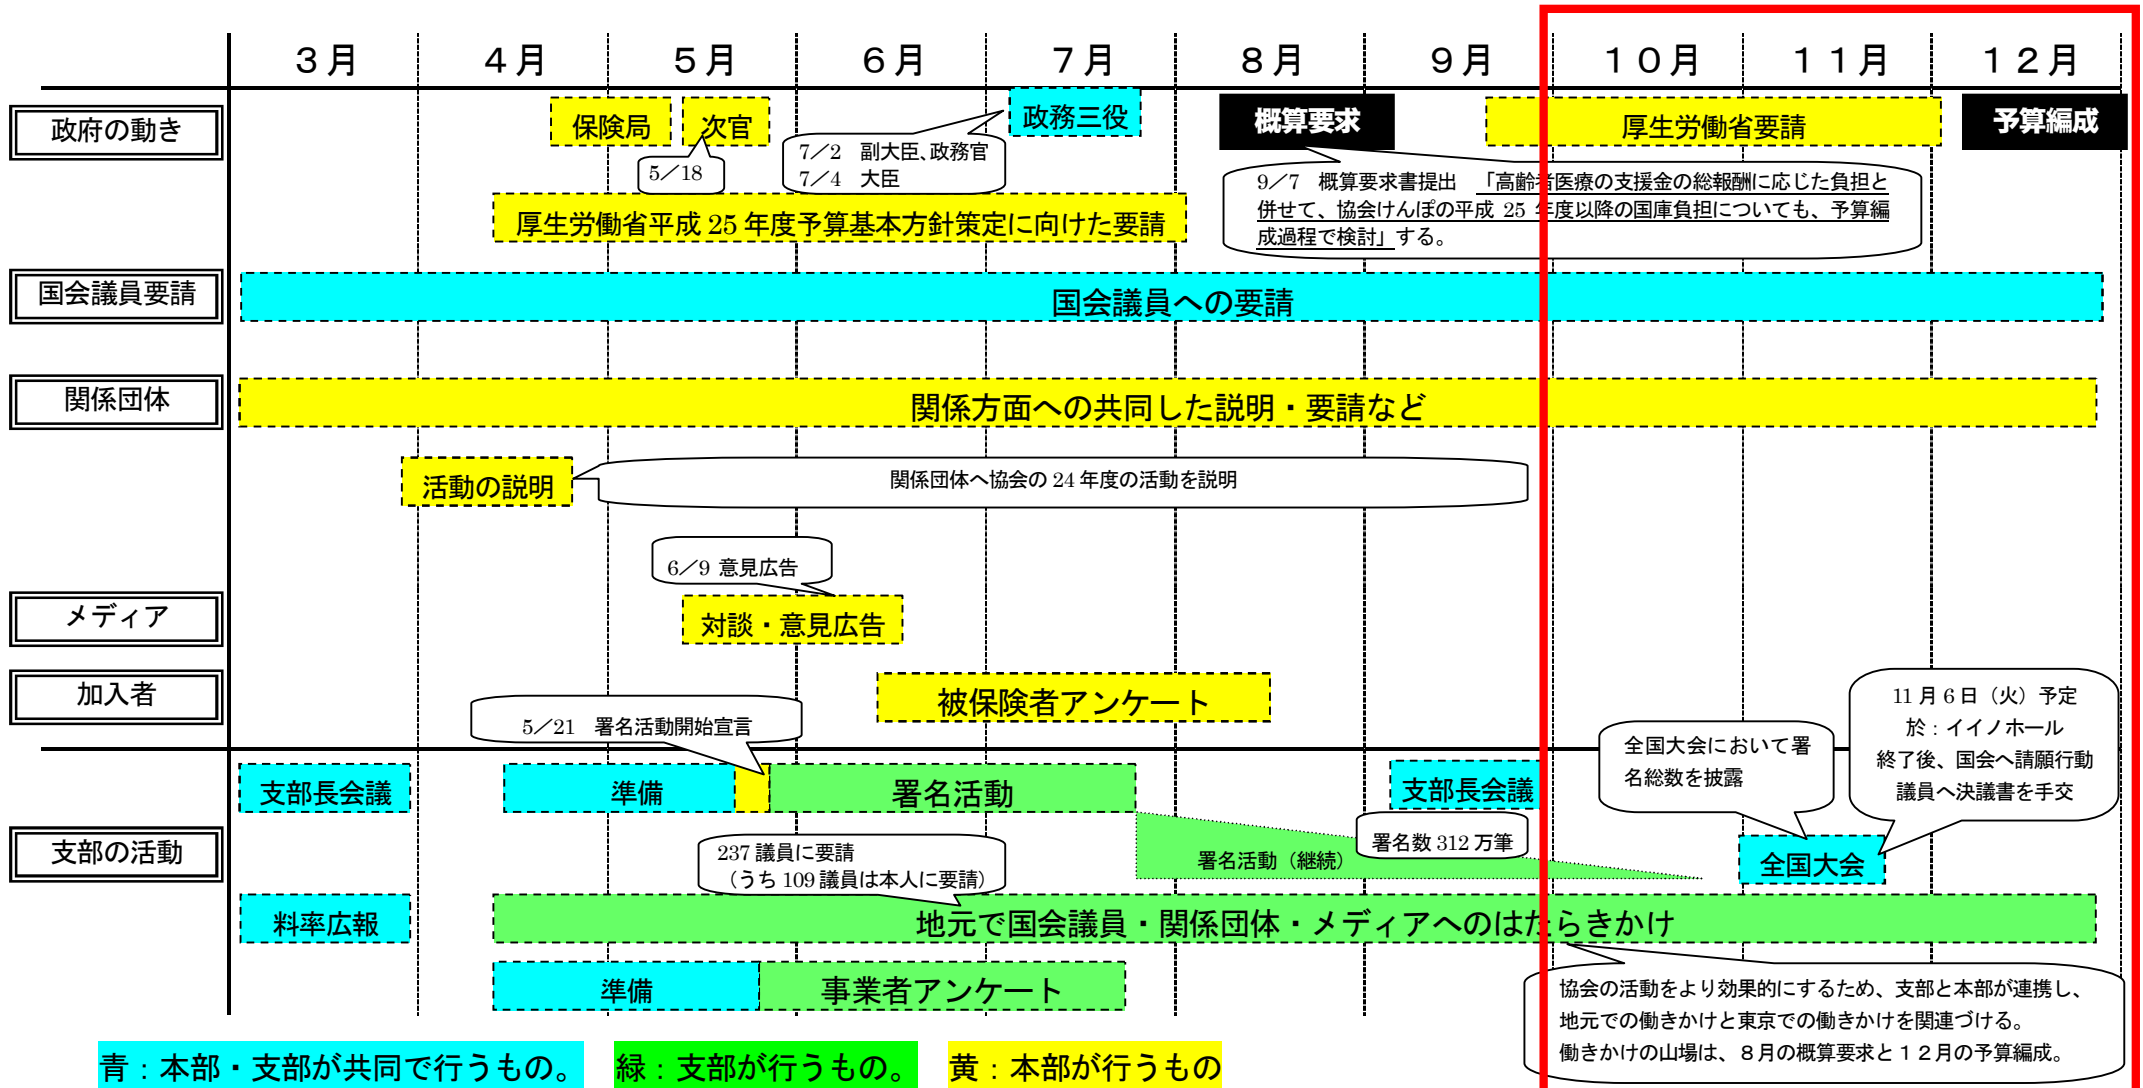 ３月
４月
５月
６月
７月
８月
９月
１０月
１１月
１２月
政府の動き
保険局
次官
政務三役
概算要求
厚生労働省要請
予算編成
5／18
7／2　副大臣、政務官
7／4　大臣
9／7　概算要求書提出　「高齢者医療の支援金の総報酬に応じた負担と
併せて、協会けんぽの平成 25 年度以降の国庫負担についても、予算編
成過程で検討」する。
厚生労働省平成 25 年度予算基本方針策定に向けた要請
国会議員要請
国会議員への要請
関係団体
関係方面への共同した説明・要請など
活動の説明
関係団体へ協会の 24 年度の活動を説明
6／9 意見広告
メディア
対談・意見広告
加入者
被保険者アンケート
5／21　署名活動開始宣言
11 月 6 日（火）予定
於：イイノホール
終了後、国会へ請願行動
議員へ決議書を手交
全国大会において署
名総数を披露
支部長会議
準備
署名活動
支部長会議
支部の活動
237 議員に要請
（うち 109 議員は本人に要請）
署名活動（継続）
署名数 312 万筆
全国大会
料率広報
地元で国会議員・関係団体・メディアへのはたらきかけ
準備
事業者アンケート
協会の活動をより効果的にするため、支部と本部が連携し、
地元での働きかけと東京での働きかけを関連づける。
働きかけの山場は、８月の概算要求と１２月の予算編成。
青：本部・支部が共同で行うもの。
緑：支部が行うもの。
黄：本部が行うもの